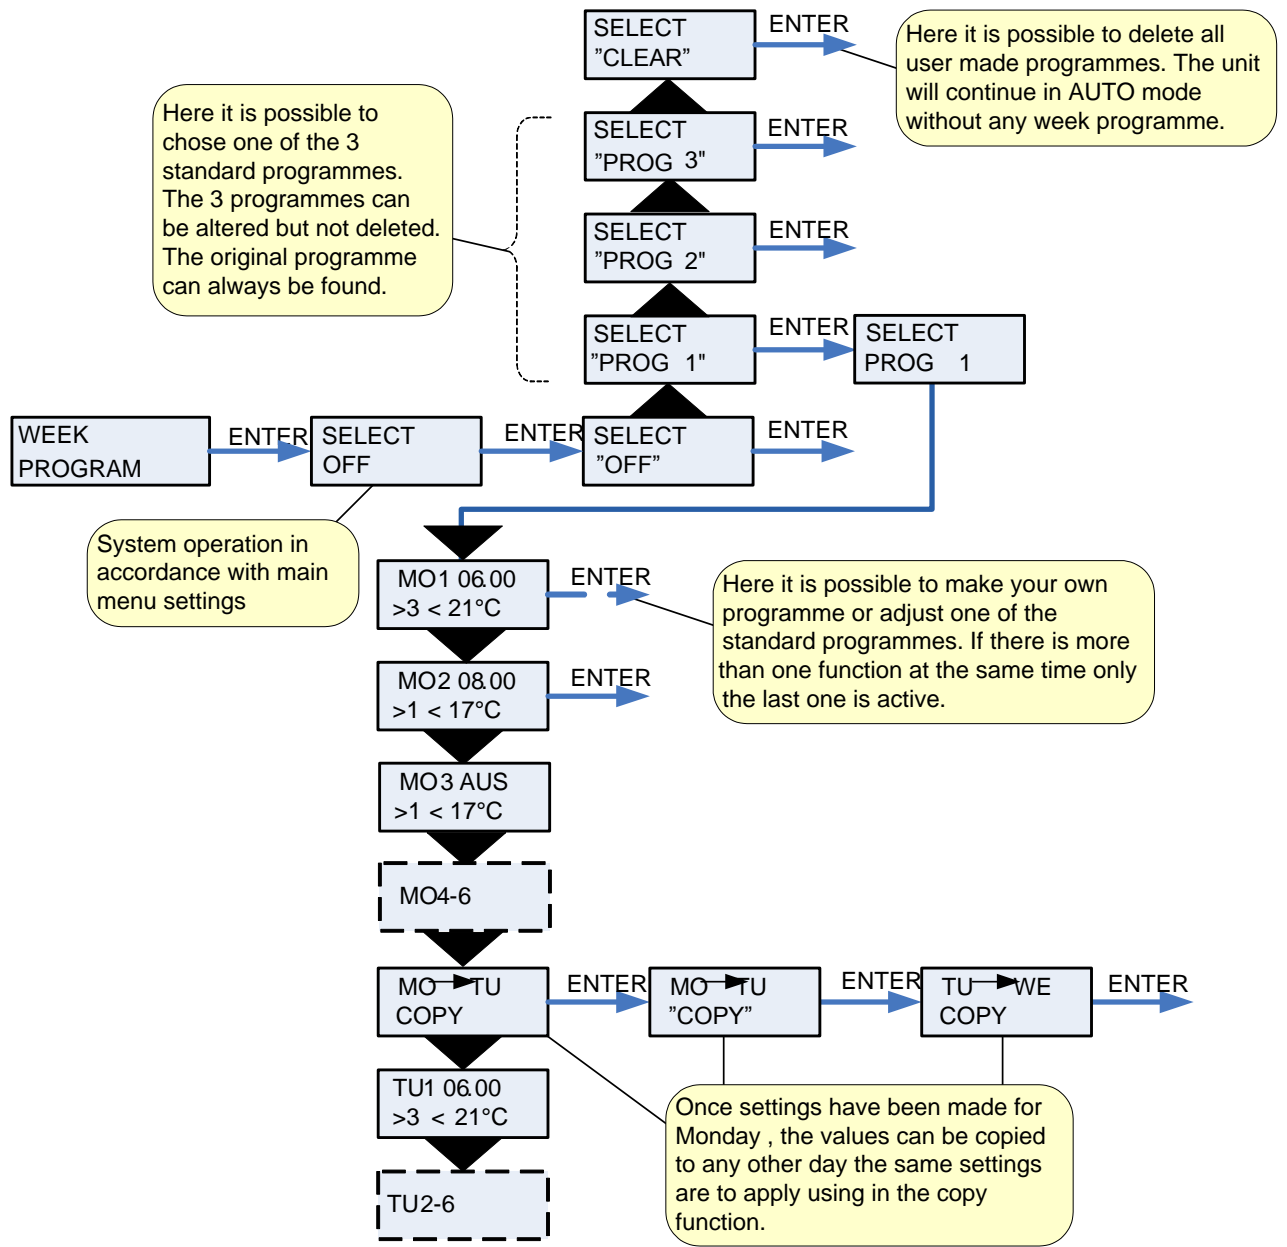 SELECT
"CLEAR"
ENTER
Here it is possible to delete all
user made programmes. The unit
will continue in AUTO mode
without any week programme.
Here it is possible to
chose one of the 3
standard programmes.
The 3 programmes can
be altered but not deleted.
The original programme
can always be found.
SELECT
"PROG 3"
ENTER
SELECT
"PROG 2"
ENTER
SELECT
"PROG 1"
ENTER
SELECT
PROG 1
WEEK
PROGRAM
ENTER
SELECT
OFF
ENTER
SELECT
"OFF"
ENTER
System operation in
accordance with main
menu settings
MO1 06.00
>3 < 21°C
ENTER
Here it is possible to make your own
programme or adjust one of the
standard programmes. If there is more
than one function at the same time only
the last one is active.
MO2 08.00
>1 < 17°C
ENTER
MO3 AUS
>1 < 17°C
MO4-6
MO TU
COPY
ENTER
MO TU
"COPY"
ENTER
TU WE
COPY
ENTER
TU1 06.00
>3 < 21°C
Once settings have been made for
Monday , the values can be copied
to any other day the same settings
are to apply using in the copy
function.
TU2-6